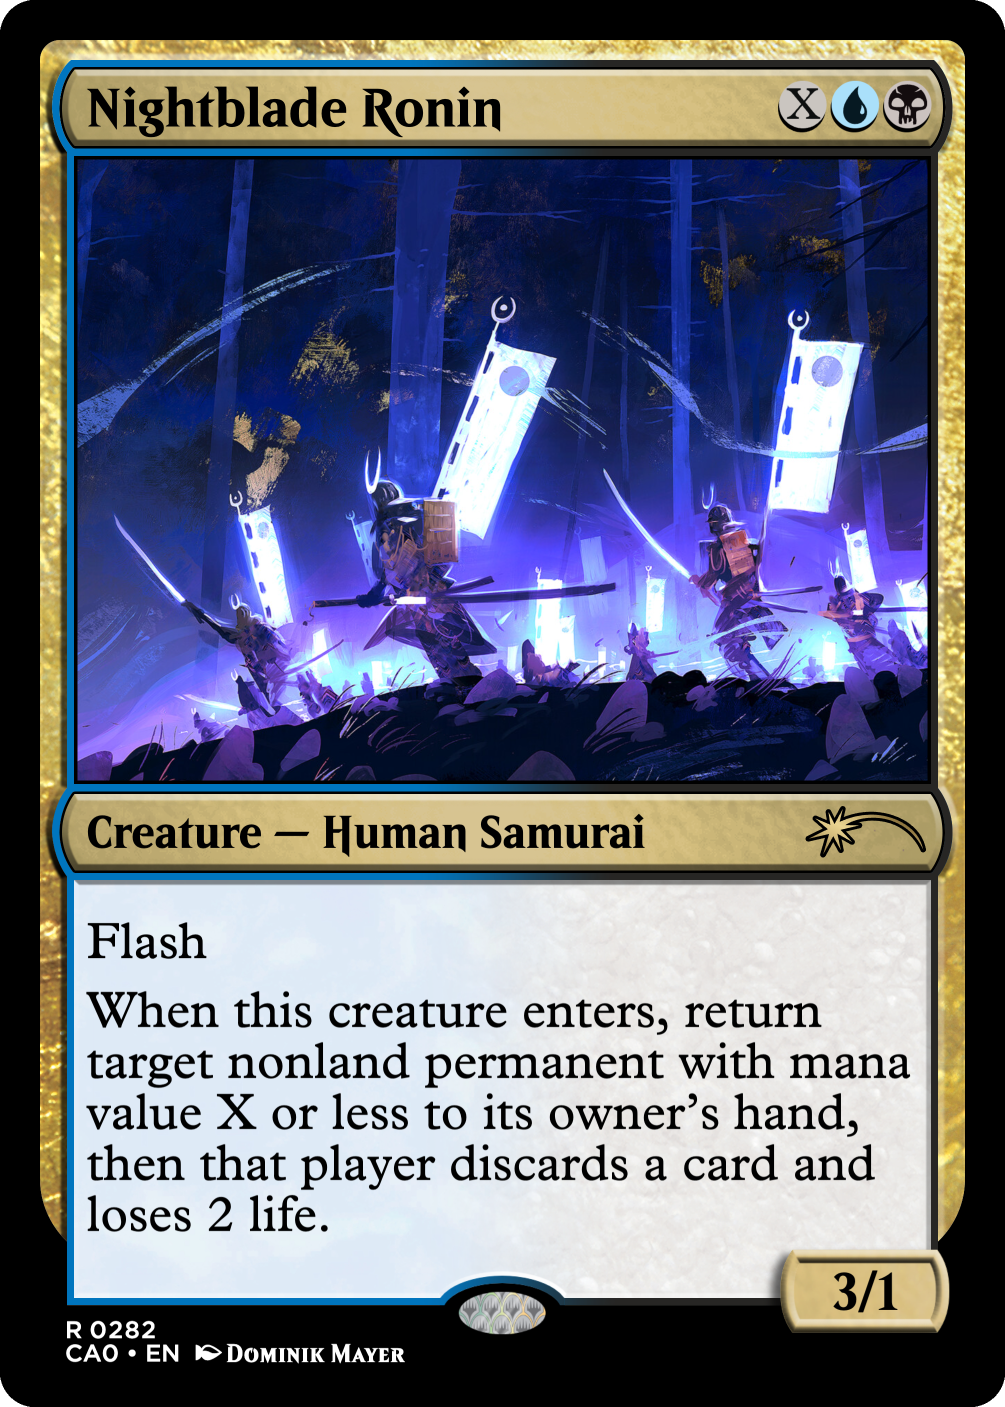 Nightblade Ronin X
Creature — Human Samurai
Flash
When this creature enters, return
target nonland permanent with mana
value X or less to its owner’s hand,
then that player discards a card and
loses 2 life.
3/1
R 0282
CAO • EN Dominik Mayer